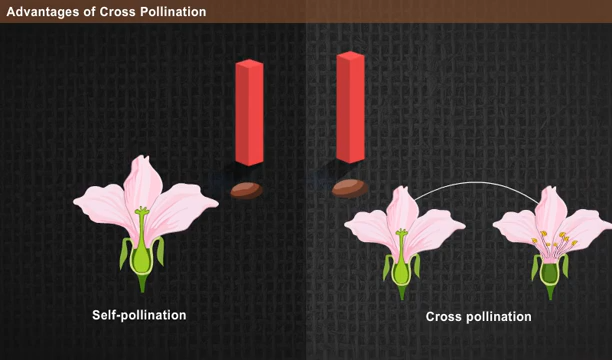 Advantages of Cross Pollination
Self-pollination
Cross pollination